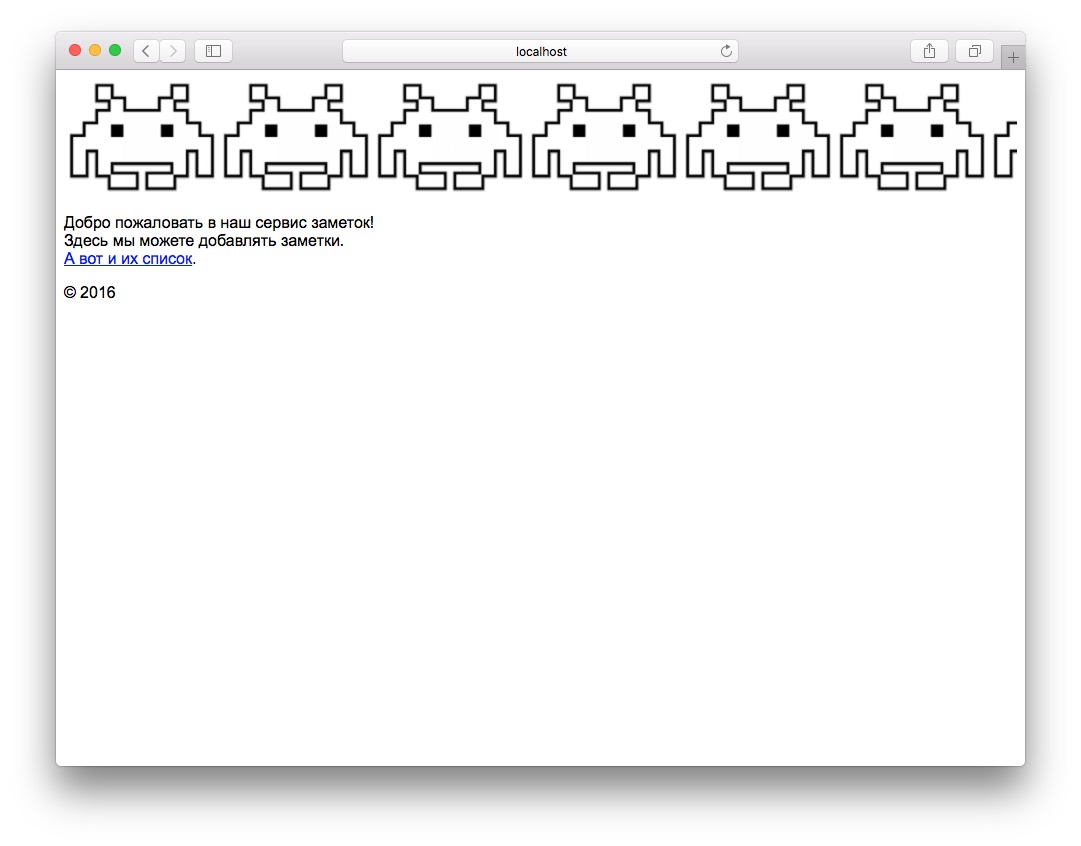 localhost
Добро пожаловать в наш сервис заметок!
Здесь мы можете добавлять заметки.
А вот и их список.
© 2016